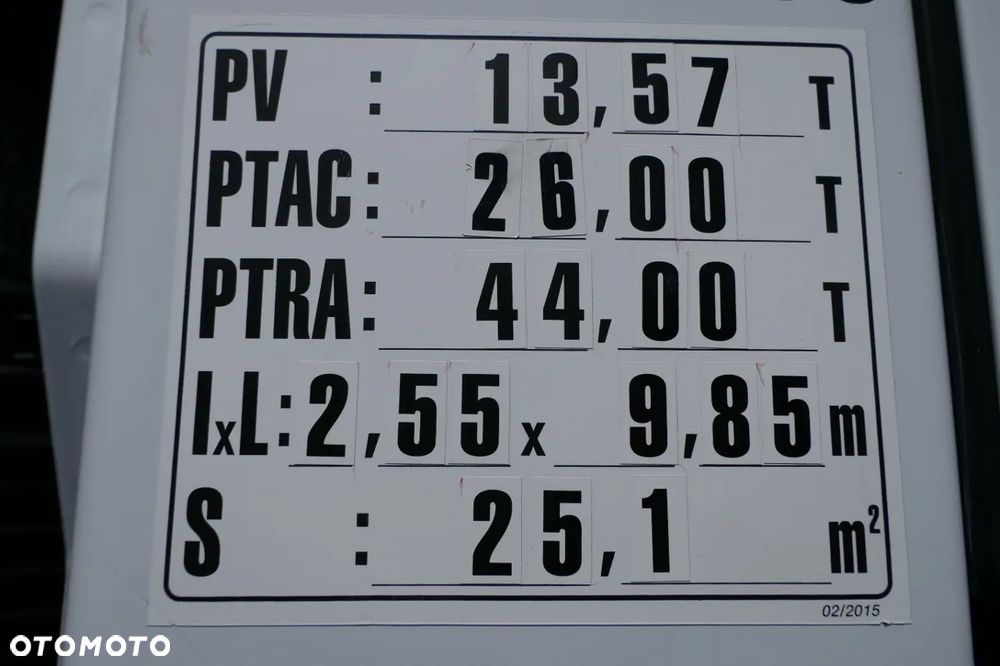 PV : 13,57 T
PTAC: 26,00 T
PTRA: 44,00 T
lxL: 2,55 x 9,85 m
S : 25,1 m²
02/2015
OTOMOTO